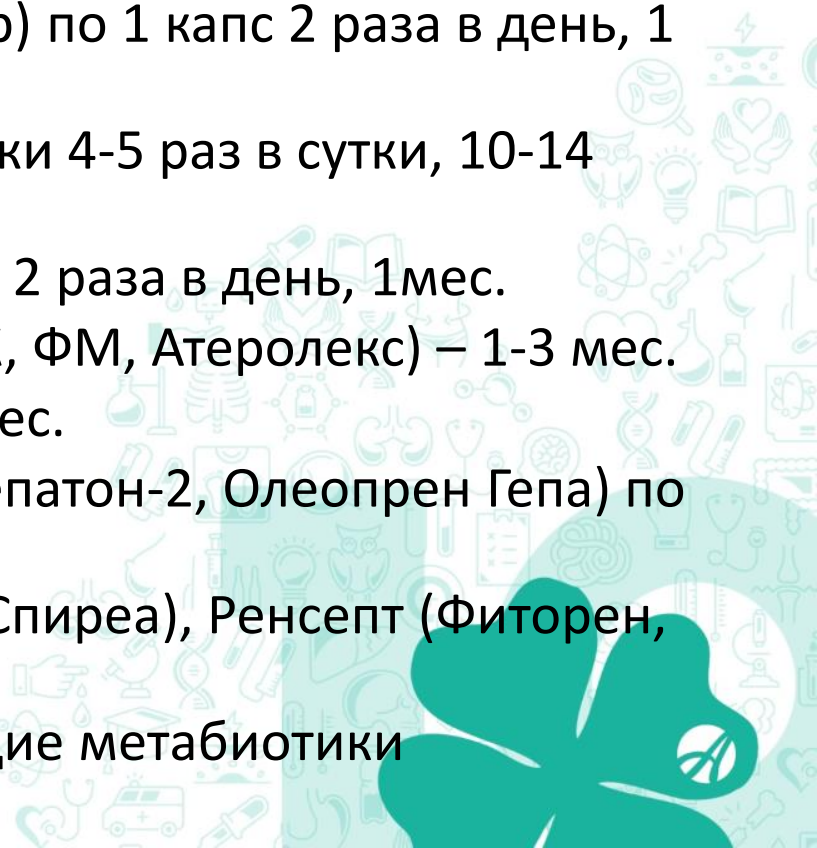 ) по 1 капс 2 раза в день, 1
ки 4-5 раз в сутки, 10-14
2 раза в день, 1мес.
, ФМ, Атеролекс) – 1-3 мес.
ес.
епатон-2, Олеопрен Гепа) по
Спиреа), Ренсепт (Фиторен,
щие метабиотики